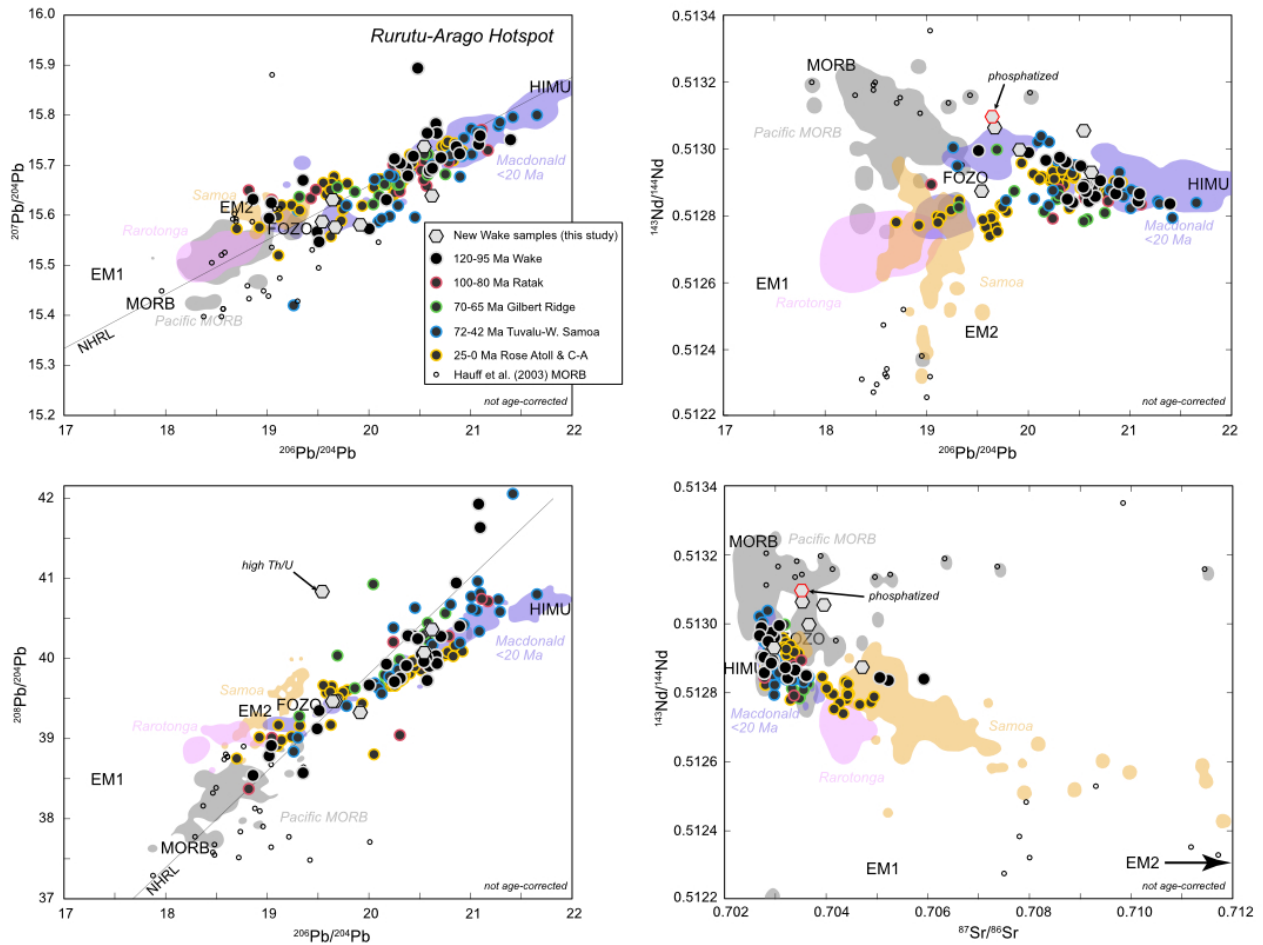 Rurutu-Arago Hotspot
16.0
15.9
15.8
15.7
15.6
15.5
15.4
15.3
15.2
207Pb/204Pb
HIMU
Macdonald
<20 Ma
Samoa
EM2
FOZO
Rarotonga
EM1
MORB
Pacific MORB
NHRL
New Wake samples (this study)
120-95 Ma Wake
100-80 Ma Ratak
70-65 Ma Gilbert Ridge
72-42 Ma Tuvalu-W. Samoa
25-0 Ma Rose Atoll & C-A
Hauff et al. (2003) MORB
not age-corrected
17 18 19 20 21 22
206Pb/204Pb
0.5134
0.5132
0.5130
0.5128
0.5126
0.5124
0.5122
143Nd/144Nd
MORB
phosphatized
Pacific MORB
FOZO
HIMU
Macdonald
<20 Ma
EM1
Rarotonga
Samoa
EM2
not age-corrected
17 18 19 20 21 22
206Pb/204Pb
42
41
40
39
38
37
208Pb/204Pb
high Th/U
HIMU
Macdonald
<20 Ma
Samoa
EM2
FOZO
Rarotonga
EM1
Pacific MORB
MORB
NHRL
not age-corrected
17 18 19 20 21 22
206Pb/204Pb
0.5134
0.5132
0.5130
0.5128
0.5126
0.5124
0.5122
143Nd/144Nd
MORB
Pacific MORB
phosphatized
FOZO
HIMU
Macdonald
<20 Ma
Samoa
Rarotonga
EM1
EM2
not age-corrected
0.702 0.704 0.706 0.708 0.710 0.712
87Sr/86Sr